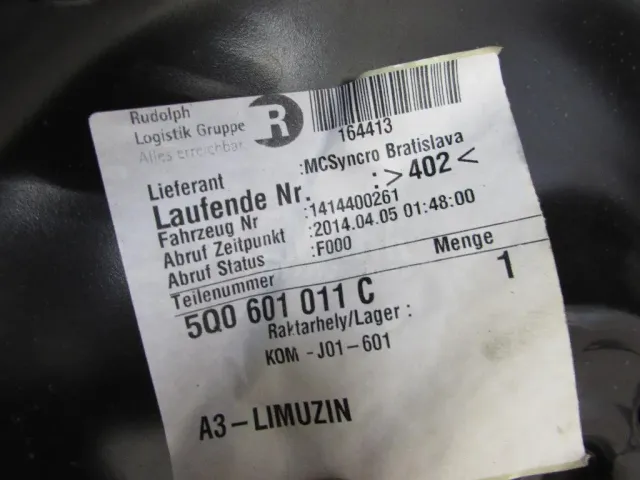 Rudolph
Logistik Gruppe
Alles erreichbar.
R
164413
Lieferant :MCSyncro Bratislava
Laufende Nr. : >402<
Fahrzeug Nr :1414400261
Abruf Zeitpunkt :2014.04.05 01:48:00
Abruf Status :F000
Teilenummer Menge
5Q0 601 011 C 1
Raktarhely/Lager :
KOM -J01-601
A3-LIMUZIN